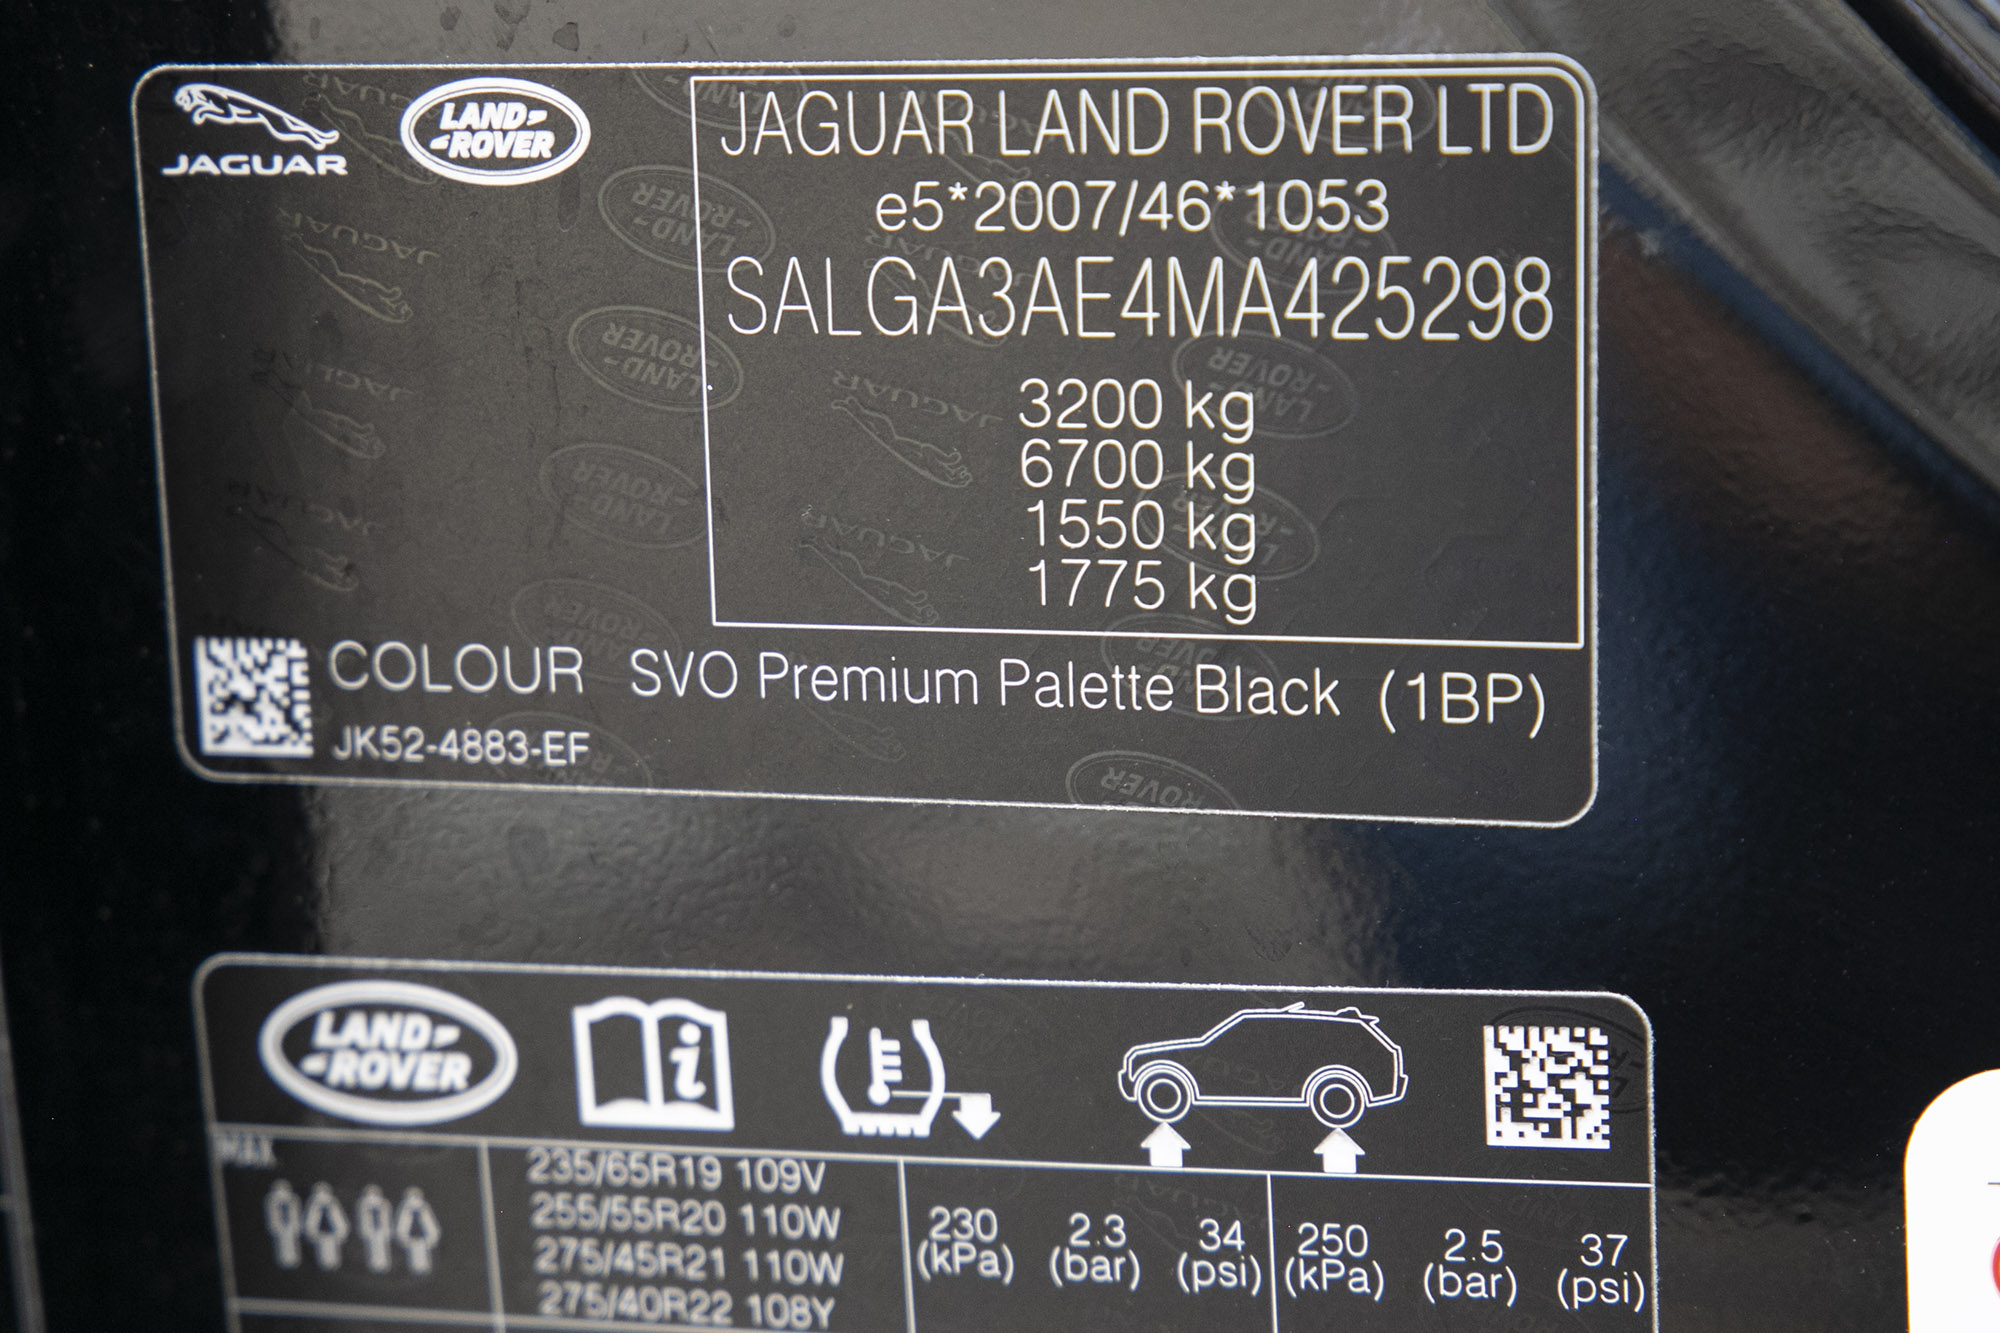 JAGUAR
LAND ROVER
JAGUAR LAND ROVER LTD
e5*2007/46*1053
SALGA3AE4MA425298
3200 kg
6700 kg
1550 kg
1775 kg
COLOUR SVO Premium Palette Black (1BP)
JK52-4883-EF
LAND ROVER
MAX
235/65R19 109V
255/55R20 110W
275/45R21 110W
275/40R22 108Y
230 (kPa) 2.3 (bar) 34 (psi) 250 (kPa) 2.5 (bar) 37 (psi)